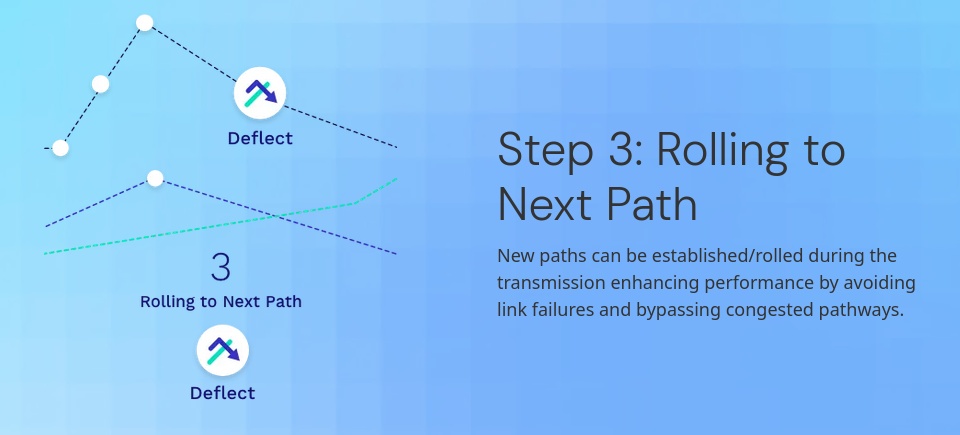 Deflect
3
Rolling to Next Path
Deflect
Step 3: Rolling to
Next Path
New paths can be established/rolled during the
transmission enhancing performance by avoiding
link failures and bypassing congested pathways.